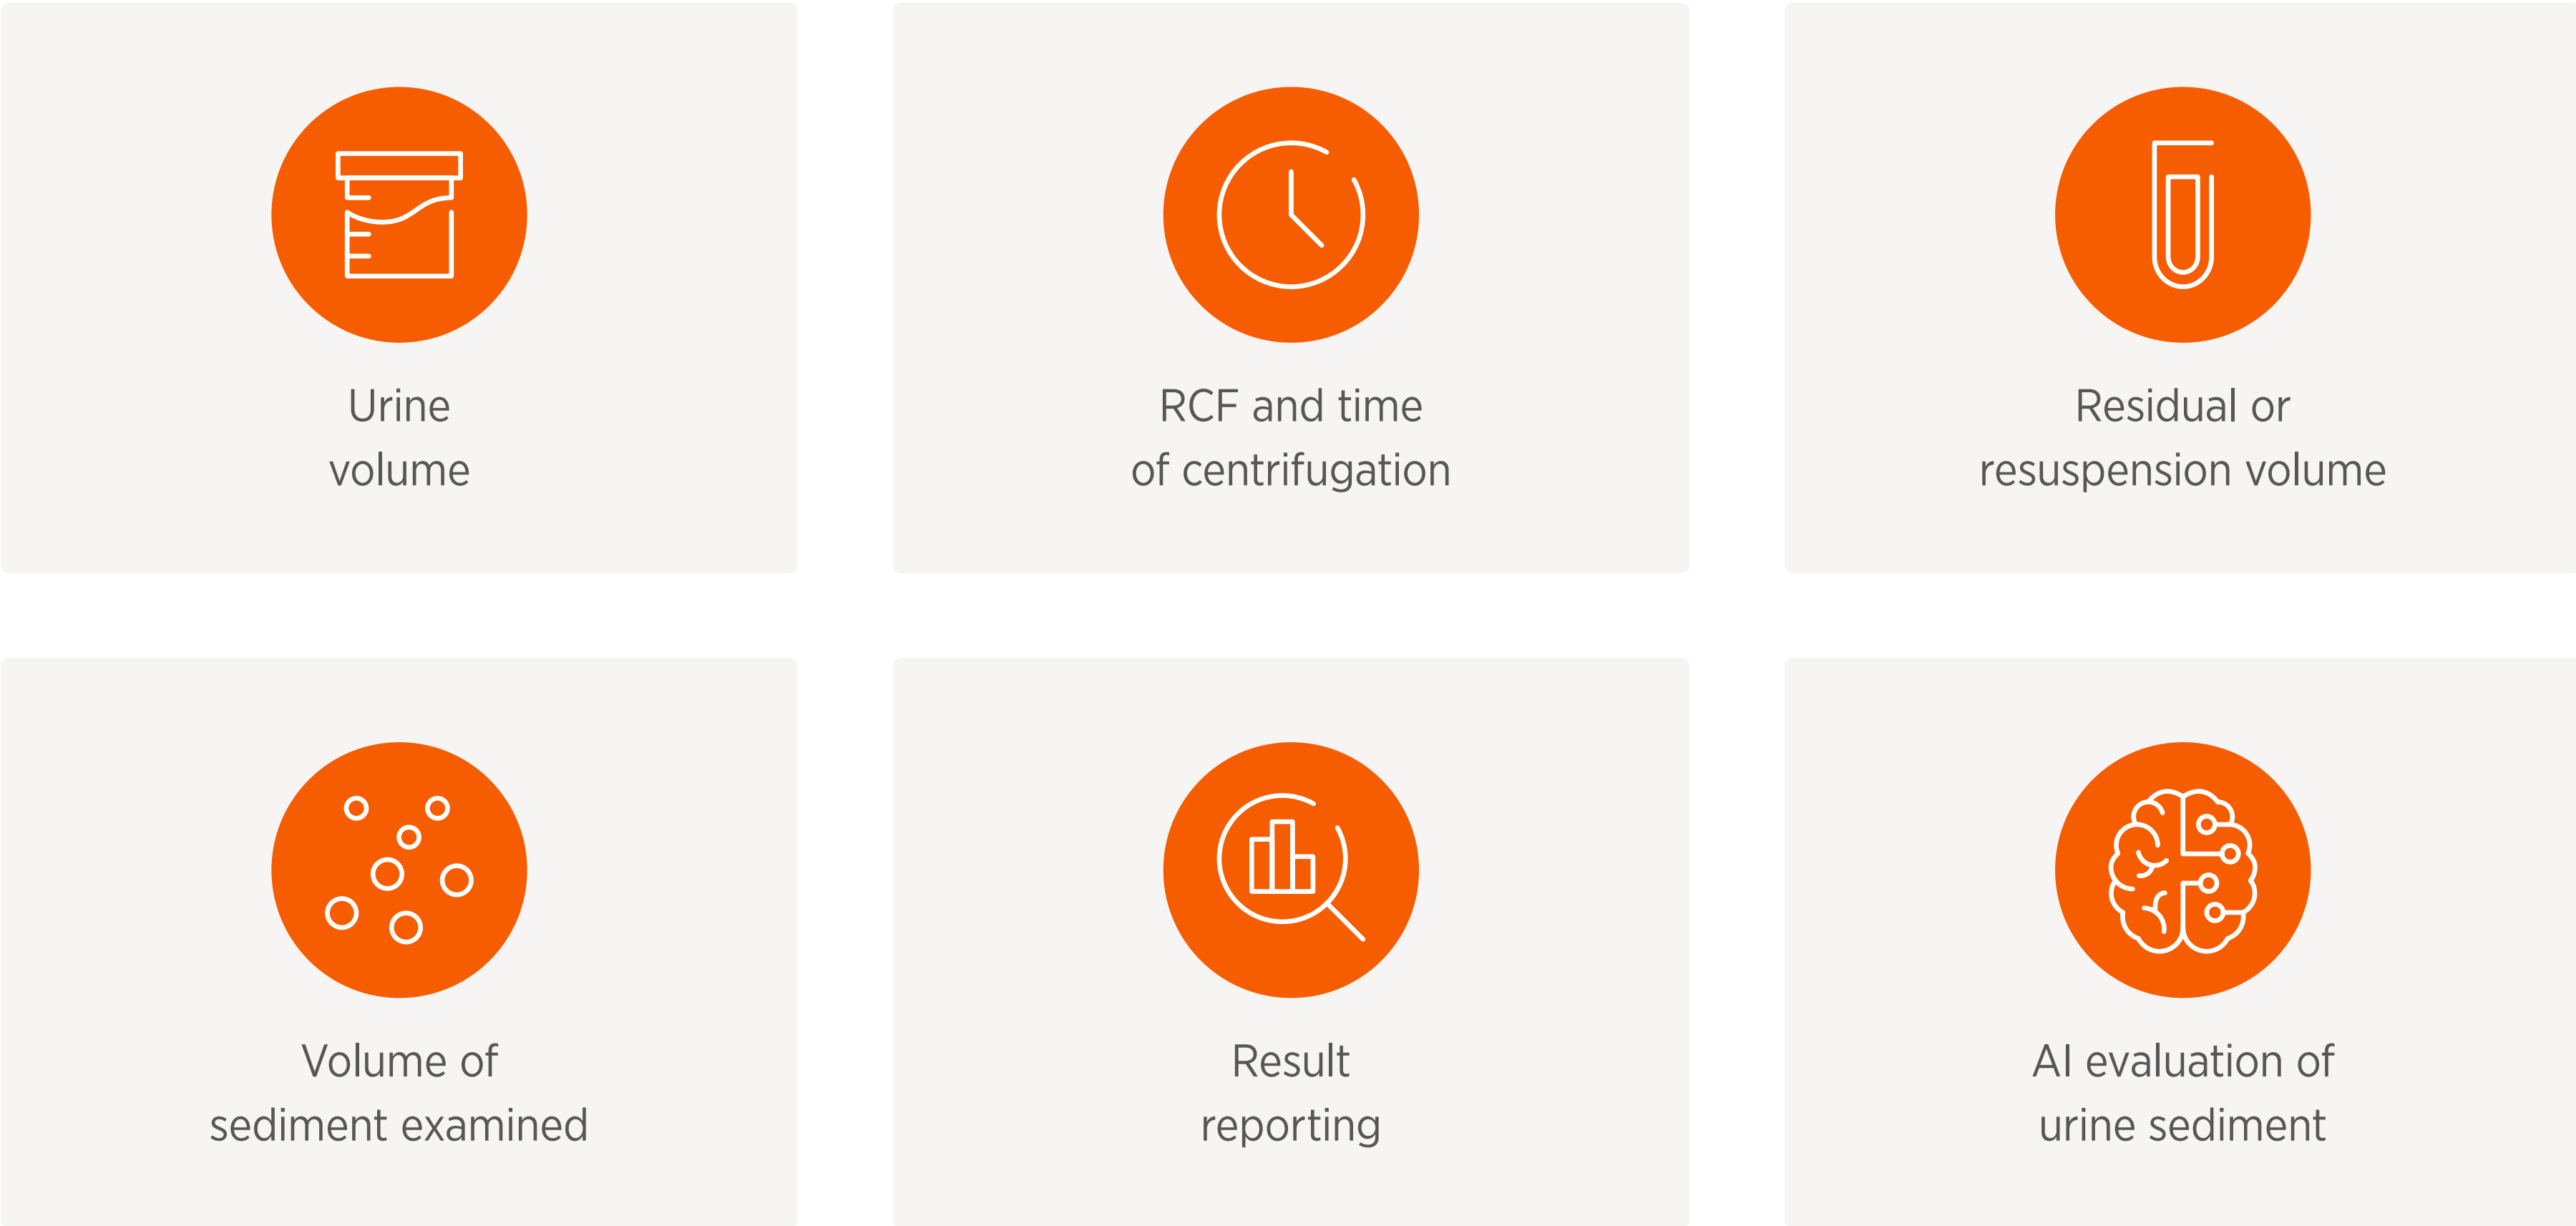 Urine
volume
RCF and time
of centrifugation
Residual or
resuspension volume
Volume of
sediment examined
Result
reporting
AI evaluation of
urine sediment